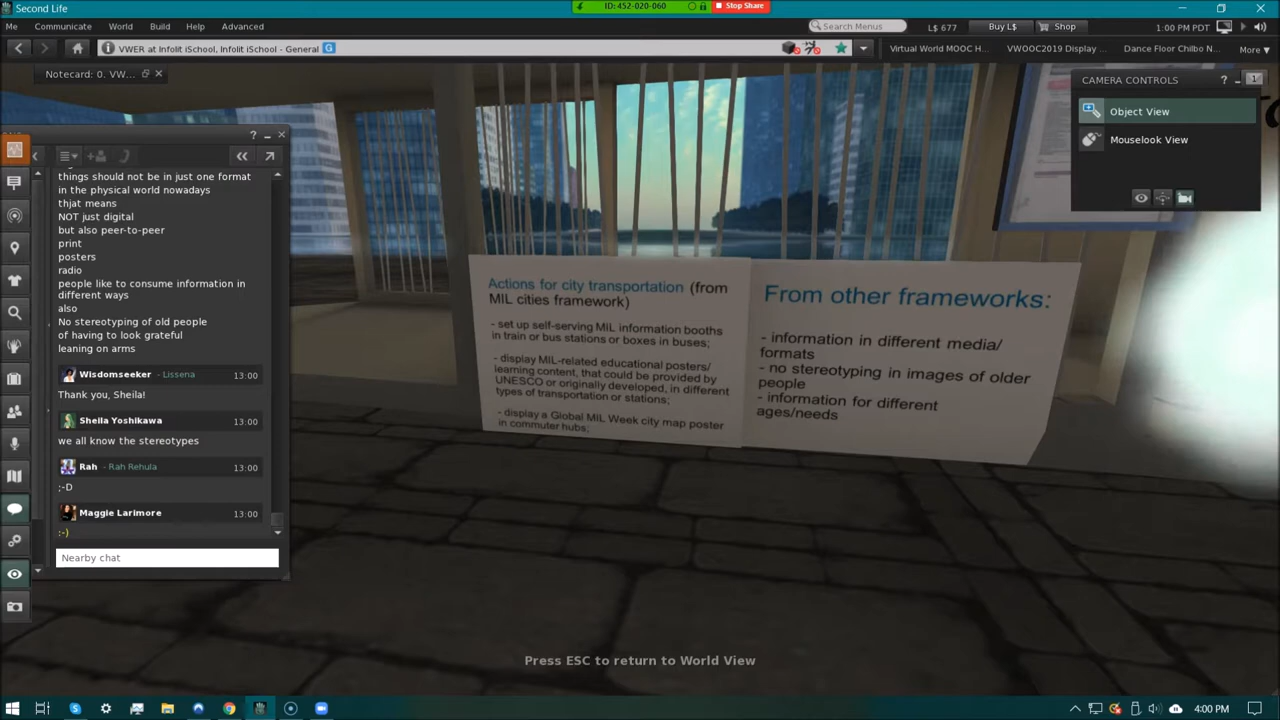 Second Life
ID: 452-020-060
Stop Share
Me
Communicate
World
Build
Help
Advanced
Search Menus
L$ 677
Buy L$
Shop
1:00 PM PDT
VWER at Infolit iSchool, Infolit iSchool - General
G
Virtual World MOOC H...
VWOOC2019 Display ...
Dance Floor Chilbo N...
More
Notecard: 0. VW...
CAMERA CONTROLS
?
1
Object View
Mouselook View
?
things should not be in just one format
in the physical world nowadays
thjat means
NOT just digital
but also peer-to-peer
print
posters
radio
people like to consume information in
different ways
also
No stereotyping of old people
of having to look grateful
leaning on arms
Wisdomseeker - Lissena 13:00
Thank you, Sheila!
Sheila Yoshikawa 13:00
we all know the stereotypes
Rah - Rah Rehula 13:00
;-D
Maggie Larimore 13:00
:-)
Nearby chat
Actions for city transportation (from
MIL cities framework)
- set up self-serving MIL information booths
in train or bus stations or boxes in buses;
- display MIL-related educational posters/
learning content, that could be provided by
UNESCO or originally developed, in different
types of transportation or stations;
- display a Global MIL Week city map poster
in commuter hubs;
From other frameworks:
- information in different media/
formats
- no stereotyping in images of older
people
- information for different
ages/needs
Press ESC to return to World View
4:00 PM